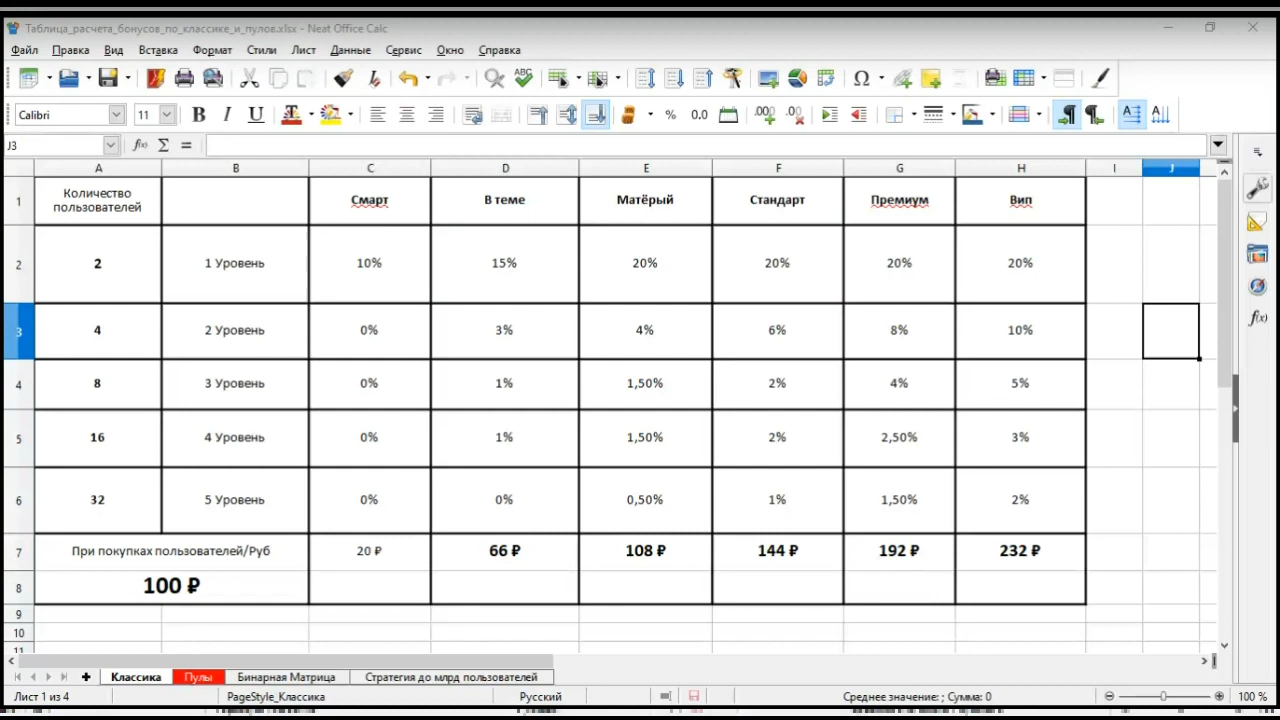 Таблица_расчета_бонусов_по_классике_и_пулов.xlsx - Neat Office Calc
Файл Правка Вид Вставка Формат Стили Лист Данные Сервис Окно Справка
Calibri 11 % 0.0
J3
A B C D E F G H I J
1 Количество пользователей Смарт В теме Матёрый Стандарт Премиум Вип
2 2 1 Уровень 10% 15% 20% 20% 20% 20%
3 4 2 Уровень 0% 3% 4% 6% 8% 10%
4 8 3 Уровень 0% 1% 1,50% 2% 4% 5%
5 16 4 Уровень 0% 1% 1,50% 2% 2,50% 3%
6 32 5 Уровень 0% 0% 0,50% 1% 1,50% 2%
7 При покупках пользователей/Руб 20 ₽ 66 ₽ 108 ₽ 144 ₽ 192 ₽ 232 ₽
8 100 ₽
9
10
11
Классика Пулы Бинарная Матрица Стратегия до млрд пользователей
Лист 1 из 4 PageStyle_Классика Русский Среднее значение: ; Сумма: 0 100 %